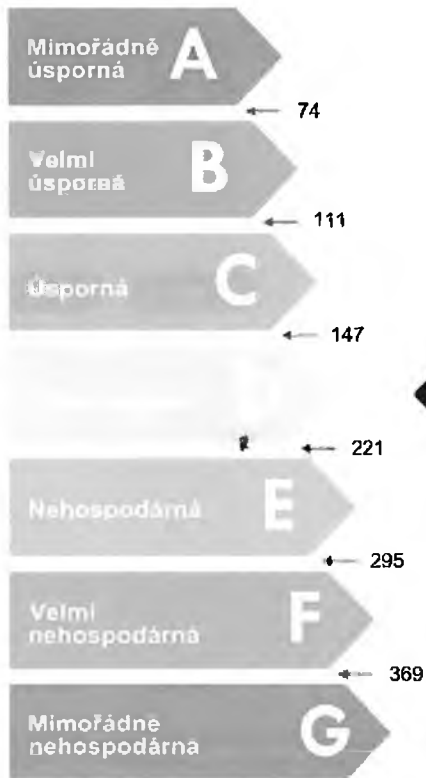 Mimořádně
úsporná
A
74
Velmi
úsporná
B
111
Úsporná
C
147
221
Nehospodárná
E
295
Velmi
nehospodárná
F
369
Mimořádně
nehospodárná
G